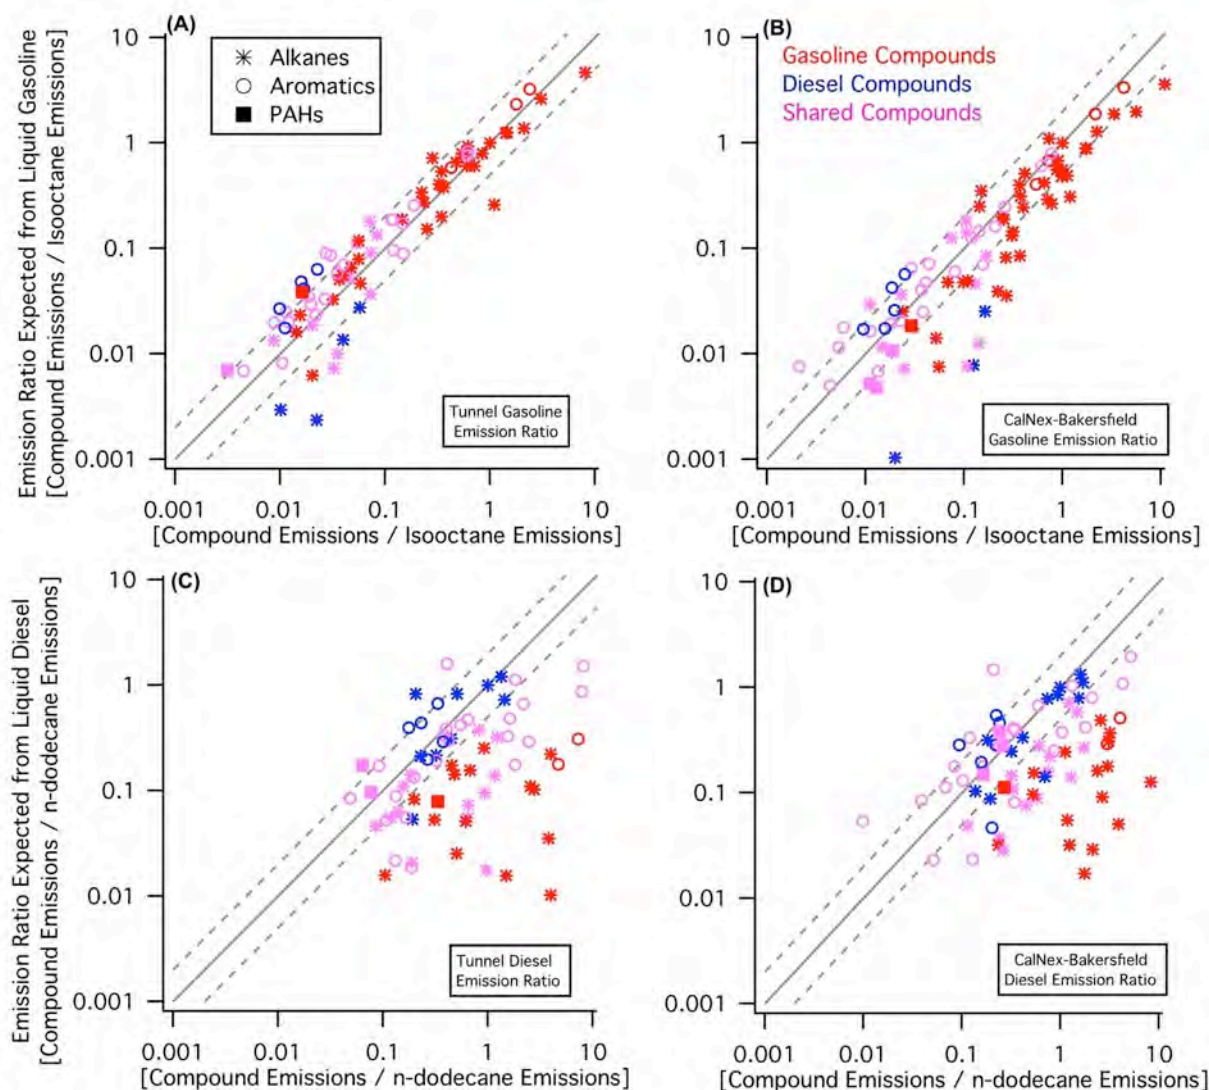 Emission Ratio Expected from Liquid Gasoline
[Compound Emissions / Isooctane Emissions]
(A)
Alkanes
Aromatics
PAHs
10
1
0.1
0.01
0.001
Tunnel Gasoline
Emission Ratio
0.001 0.01 0.1 1 10
[Compound Emissions / Isooctane Emissions]
(B)
Gasoline Compounds
Diesel Compounds
Shared Compounds
10
1
0.1
0.01
0.001
CalNex-Bakersfield
Gasoline Emission Ratio
0.001 0.01 0.1 1 10
[Compound Emissions / Isooctane Emissions]
Emission Ratio Expected from Liquid Diesel
[Compound Emissions / n-dodecane Emissions]
(C)
10
1
0.1
0.01
0.001
Tunnel Diesel
Emission Ratio
0.001 0.01 0.1 1 10
[Compound Emissions / n-dodecane Emissions]
(D)
10
1
0.1
0.01
0.001
CalNex-Bakersfield
Diesel Emission Ratio
0.001 0.01 0.1 1 10
[Compound Emissions / n-dodecane Emissions]